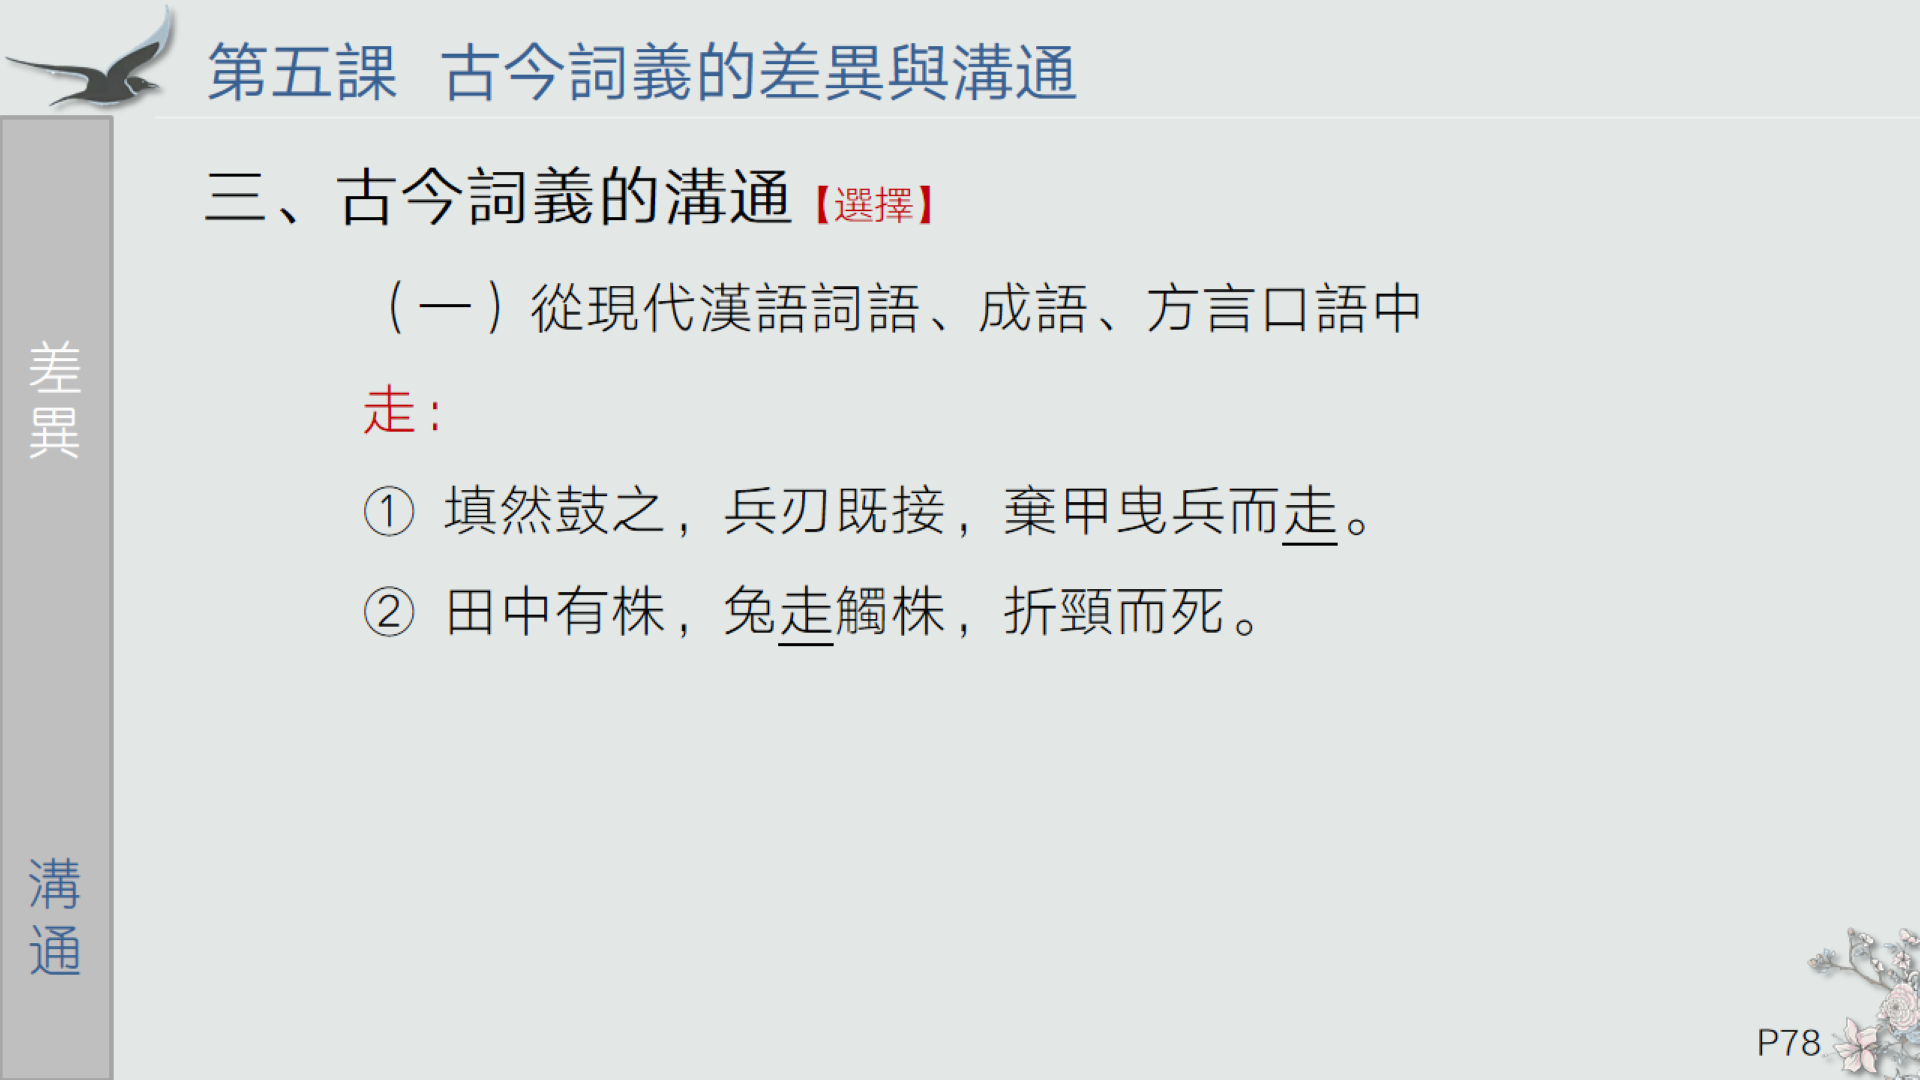 第五課 古今詞義的差異與溝通
三、古今詞義的溝通【選擇】
（一）從現代漢語詞語、成語、方言口語中
走：
① 填然鼓之，兵刃既接，棄甲曳兵而走。
② 田中有株，兔走觸株，折頸而死。
差異
溝通
P78